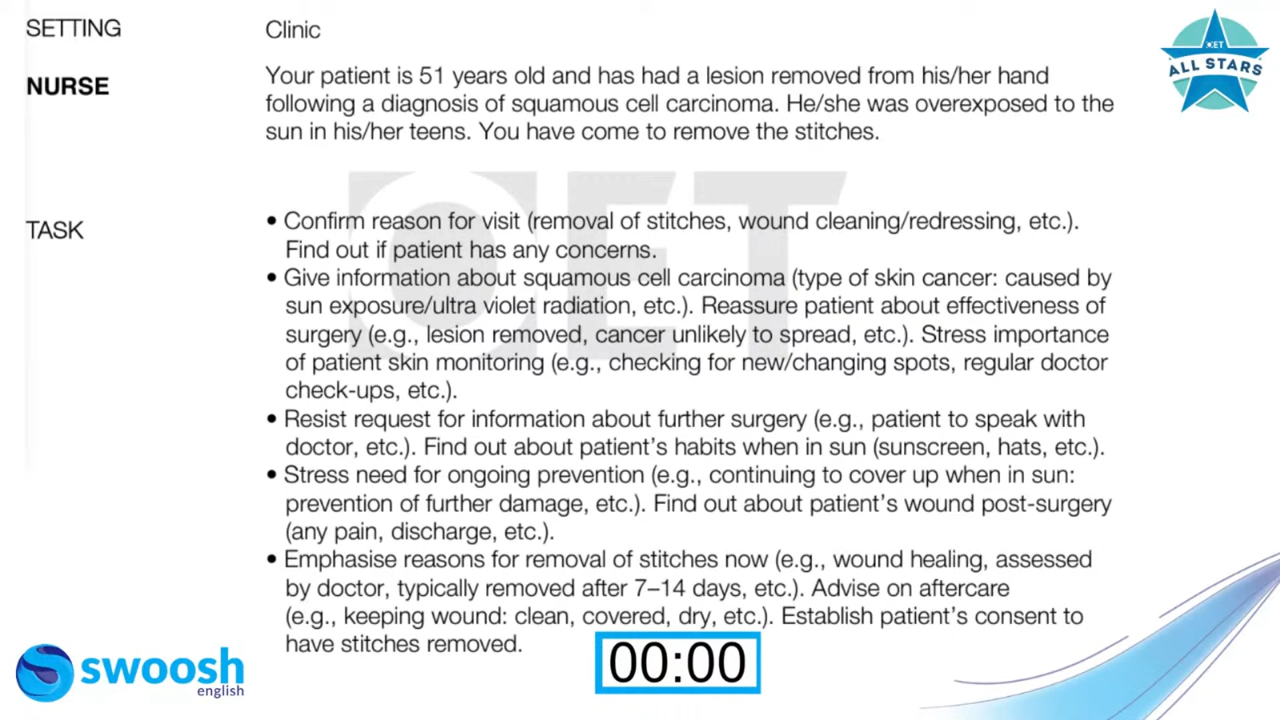 SETTING Clinic
OET
ALL STARS
NURSE Your patient is 51 years old and has had a lesion removed from his/her hand
following a diagnosis of squamous cell carcinoma. He/she was overexposed to the
sun in his/her teens. You have come to remove the stitches.
OET
TASK • Confirm reason for visit (removal of stitches, wound cleaning/redressing, etc.).
Find out if patient has any concerns.
• Give information about squamous cell carcinoma (type of skin cancer: caused by
sun exposure/ultra violet radiation, etc.). Reassure patient about effectiveness of
surgery (e.g., lesion removed, cancer unlikely to spread, etc.). Stress importance
of patient skin monitoring (e.g., checking for new/changing spots, regular doctor
check-ups, etc.).
• Resist request for information about further surgery (e.g., patient to speak with
doctor, etc.). Find out about patient's habits when in sun (sunscreen, hats, etc.).
• Stress need for ongoing prevention (e.g., continuing to cover up when in sun:
prevention of further damage, etc.). Find out about patient's wound post-surgery
(any pain, discharge, etc.).
• Emphasise reasons for removal of stitches now (e.g., wound healing, assessed
by doctor, typically removed after 7–14 days, etc.). Advise on aftercare
(e.g., keeping wound: clean, covered, dry, etc.). Establish patient's consent to
have stitches removed.
swoosh
english
00:00